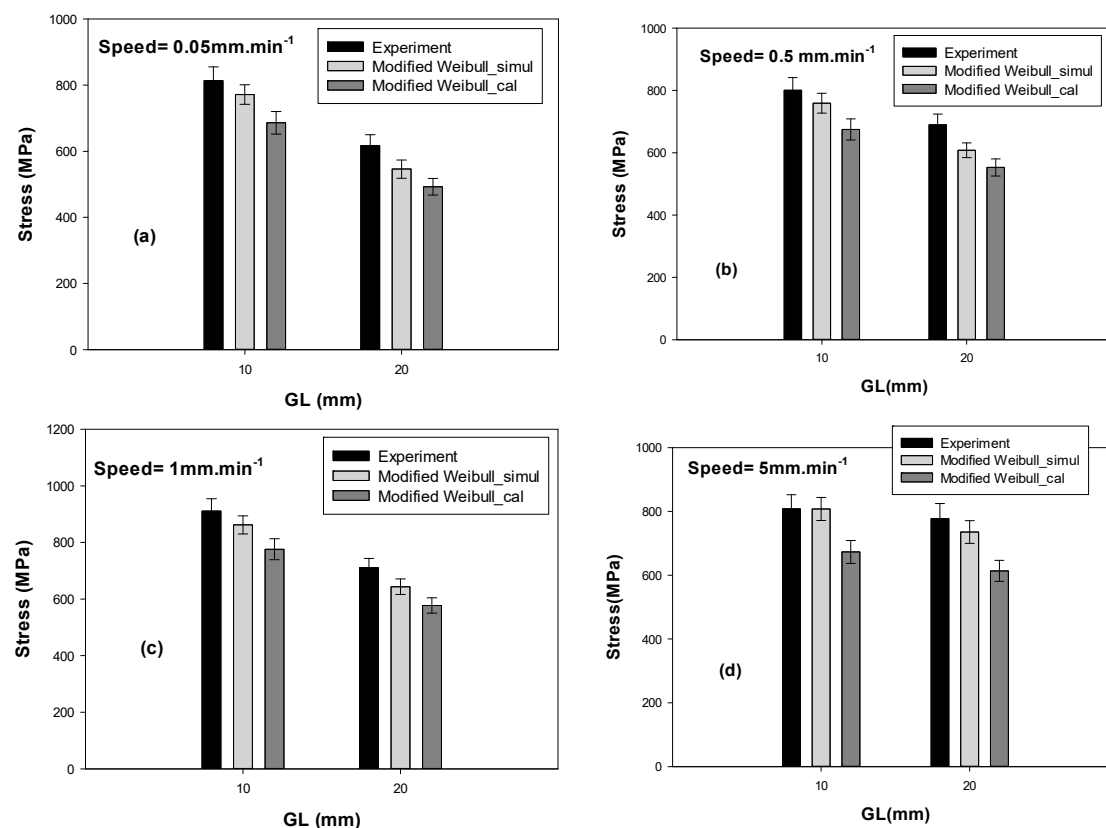 1000
800
600
400
200
0
Stress (MPa)
Speed= 0.05mm.min⁻¹
Experiment
Modified Weibull_simul
Modified Weibull_cal
(a)
10 20
GL (mm)
1000
800
600
400
200
0
Stress (MPa)
Speed= 0.5 mm.min⁻¹
Experiment
Modified Weibull_simul
Modified Weibull_cal
(b)
10 20
GL(mm)
1200
1000
800
600
400
200
0
Stress (MPa)
Speed= 1mm.min⁻¹
Experiment
Modified Weibull_simul
Modified Weibull_cal
(c)
10 20
GL (mm)
1000
800
600
400
200
0
Stress(MPa)
Speed= 5mm.min⁻¹
Experiment
Modified Weibull_simul
Modified Weibull_cal
(d)
10 20
GL(mm)